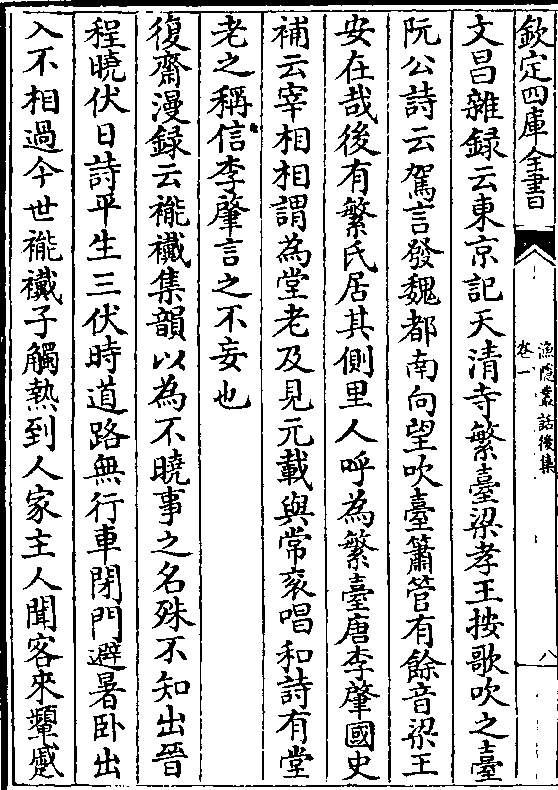 欽定四庫全書
漁隱叢話後集
卷一
八
文昌雜録云東京記天清寺繁臺梁孝王按歌吹之臺
阮公詩云駕言發魏都南向望吹臺簫管有餘音梁王
安在哉後有繁氏居其側里人呼為繁臺唐李肇國史
補云宰相相謂為堂老及見元載與常衮唱和詩有堂
老之稱信李肇言之不妄也
復齋漫録云褦襶集韻以為不曉事之名殊不知出晉
程曉伏日詩平生三伏時道路無行車閉門避暑卧出
入不相過今世褦襶子觸熱到人家主人聞客來顰蹙